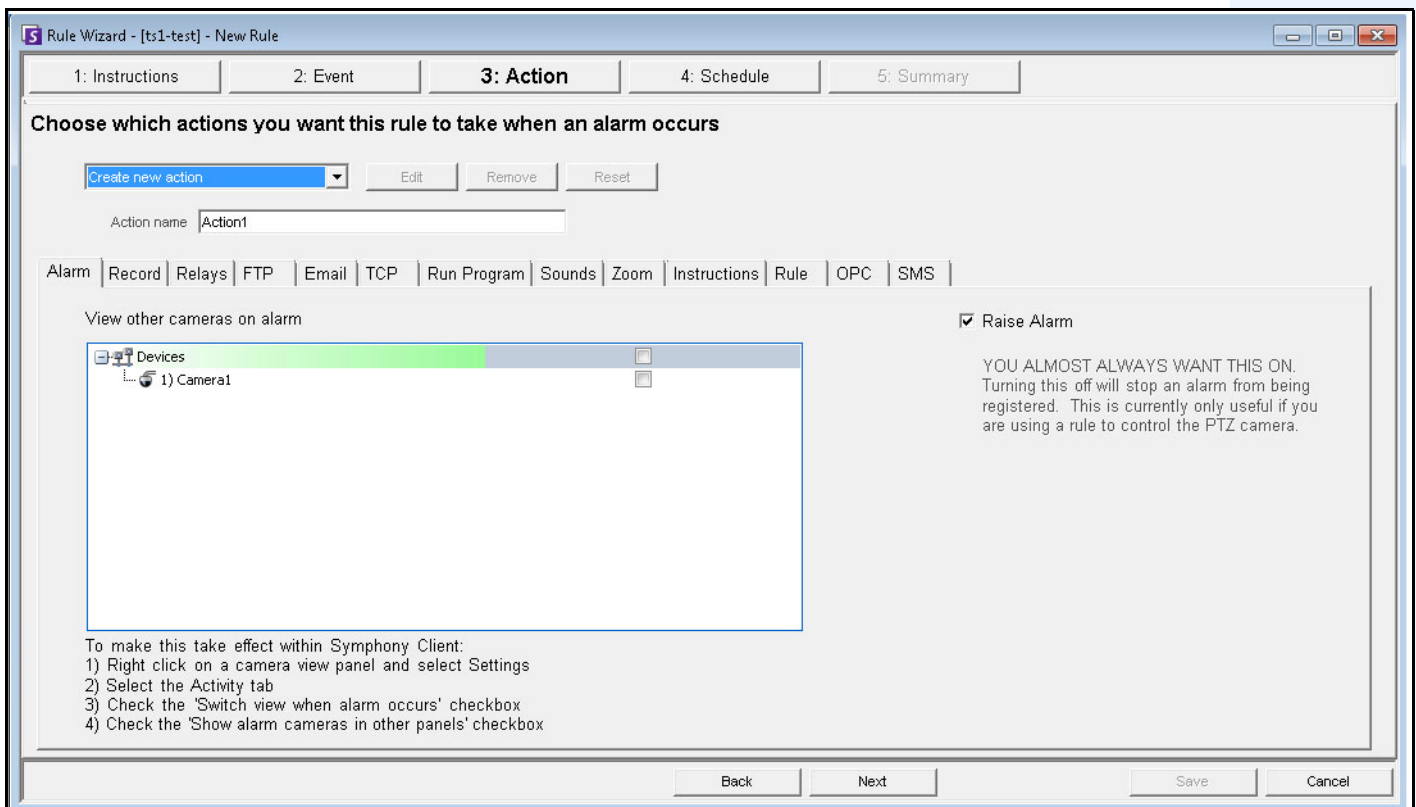 Rule Wizard - [ts1-test] - New Rule
1: Instructions
2: Event
3: Action
4: Schedule
5: Summary
Choose which actions you want this rule to take when an alarm occurs
Create new action
Edit
Remove
Reset
Action name
Action1
Alarm
Record
Relays
FTP
Email
TCP
Run Program
Sounds
Zoom
Instructions
Rule
OPC
SMS
View other cameras on alarm
Devices
1) Camera1
Raise Alarm
YOU ALMOST ALWAYS WANT THIS ON.
Turning this off will stop an alarm from being
registered. This is currently only useful if you
are using a rule to control the PTZ camera.
To make this take effect within Symphony Client:
1) Right click on a camera view panel and select Settings
2) Select the Activity tab
3) Check the 'Switch view when alarm occurs' checkbox
4) Check the 'Show alarm cameras in other panels' checkbox
Back
Next
Save
Cancel